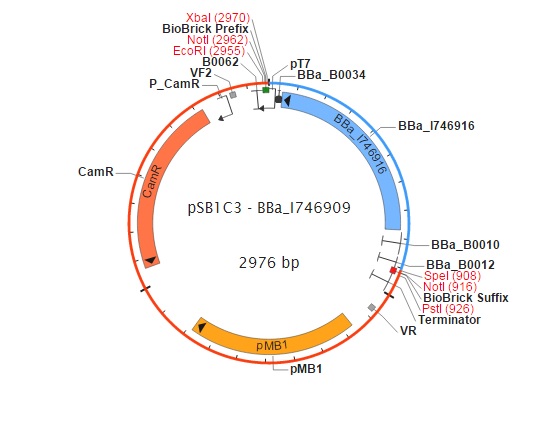 XbaI (2970)
BioBrick Prefix
NotI (2962)
EcoRI (2955)
B0062
VF2
P_CamR
pT7
BBa_B0034
BBa_I746916
BBa_I746916
CamR
CamR
pSB1C3 - BBa_I746909
2976 bp
BBa_B0010
BBa_B0012
SpeI (908)
NotI (916)
BioBrick Suffix
PstI (926)
Terminator
VR
pMB1
pMB1